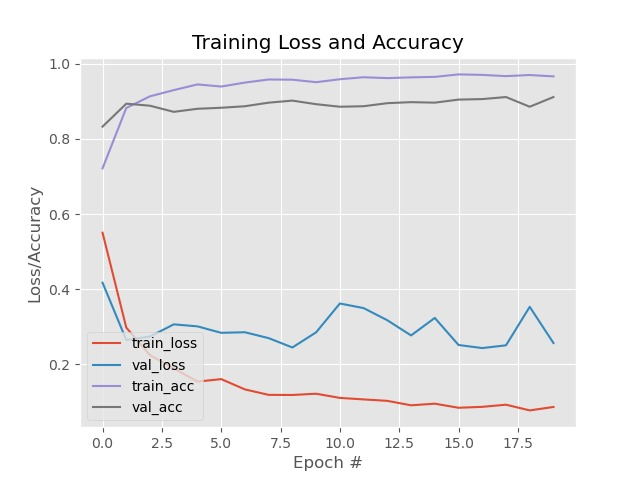 Training Loss and Accuracy
1.0
0.8
0.6
0.4
0.2
Loss/Accuracy
train_loss
val_loss
train_acc
val_acc
0.0 2.5 5.0 7.5 10.0 12.5 15.0 17.5
Epoch #